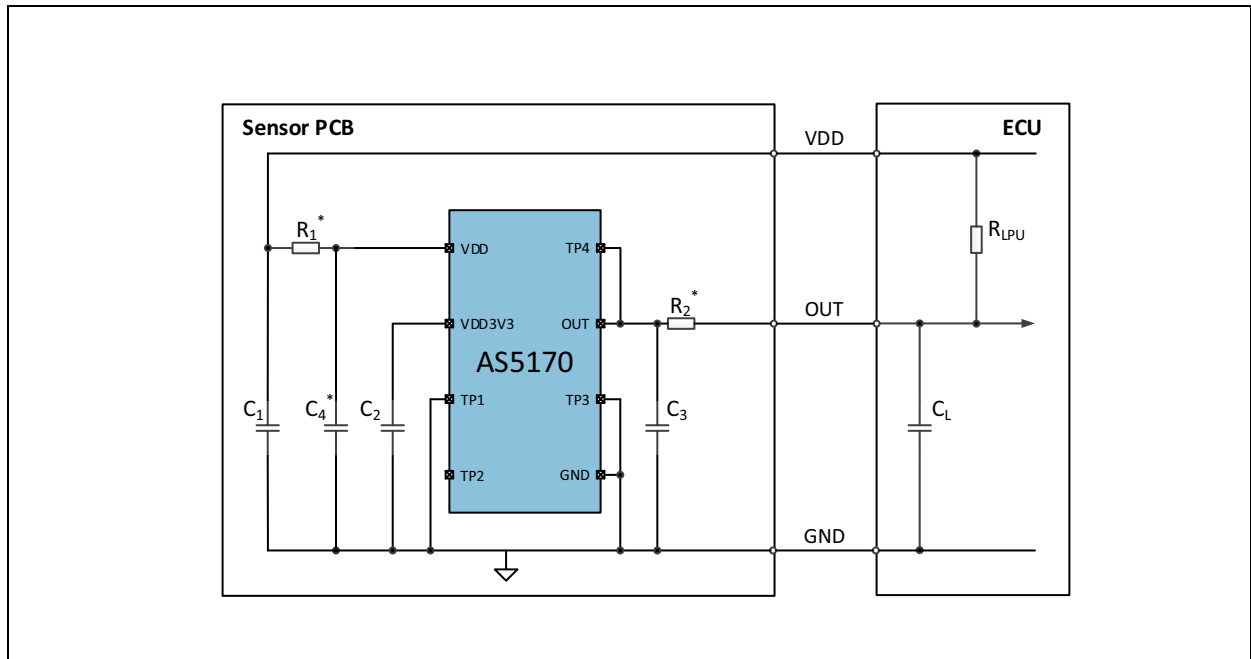 Sensor PCB
VDD
ECU
R1*
VDD
TP4
RLPU
R2*
OUT
VDD3V3
OUT
AS5170
C1
C4*
C2
TP1
TP3
C3
CL
TP2
GND
GND